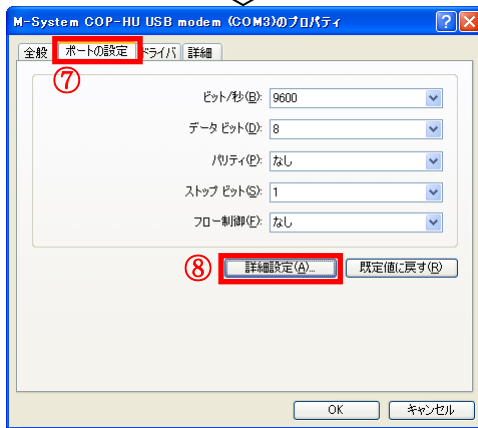 M-System COP-HU USB modem (COM3)のプロパティ
全般 ポートの設定 ドライバ 詳細
⑦
ビット/秒(B): 9600
データ ビット(D): 8
パリティ(P): なし
ストップ ビット(S): 1
フロー制御(F): なし
⑧ 詳細設定(A)... 既定値に戻す(R)
OK キャンセル